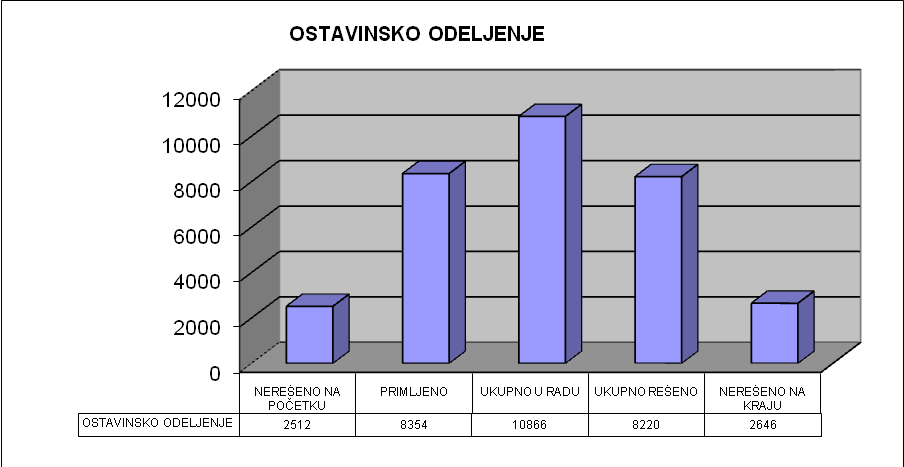 OSTAVINSKO ODELJENJE
12000
10000
8000
6000
4000
2000
0
NEREŠENO NA POČETKU
PRIMLJENO
UKUPNO U RADU
UKUPNO REŠENO
NEREŠENO NA KRAJU
OSTAVINSKO ODELJENJE 2512 8354 10866 8220 2646